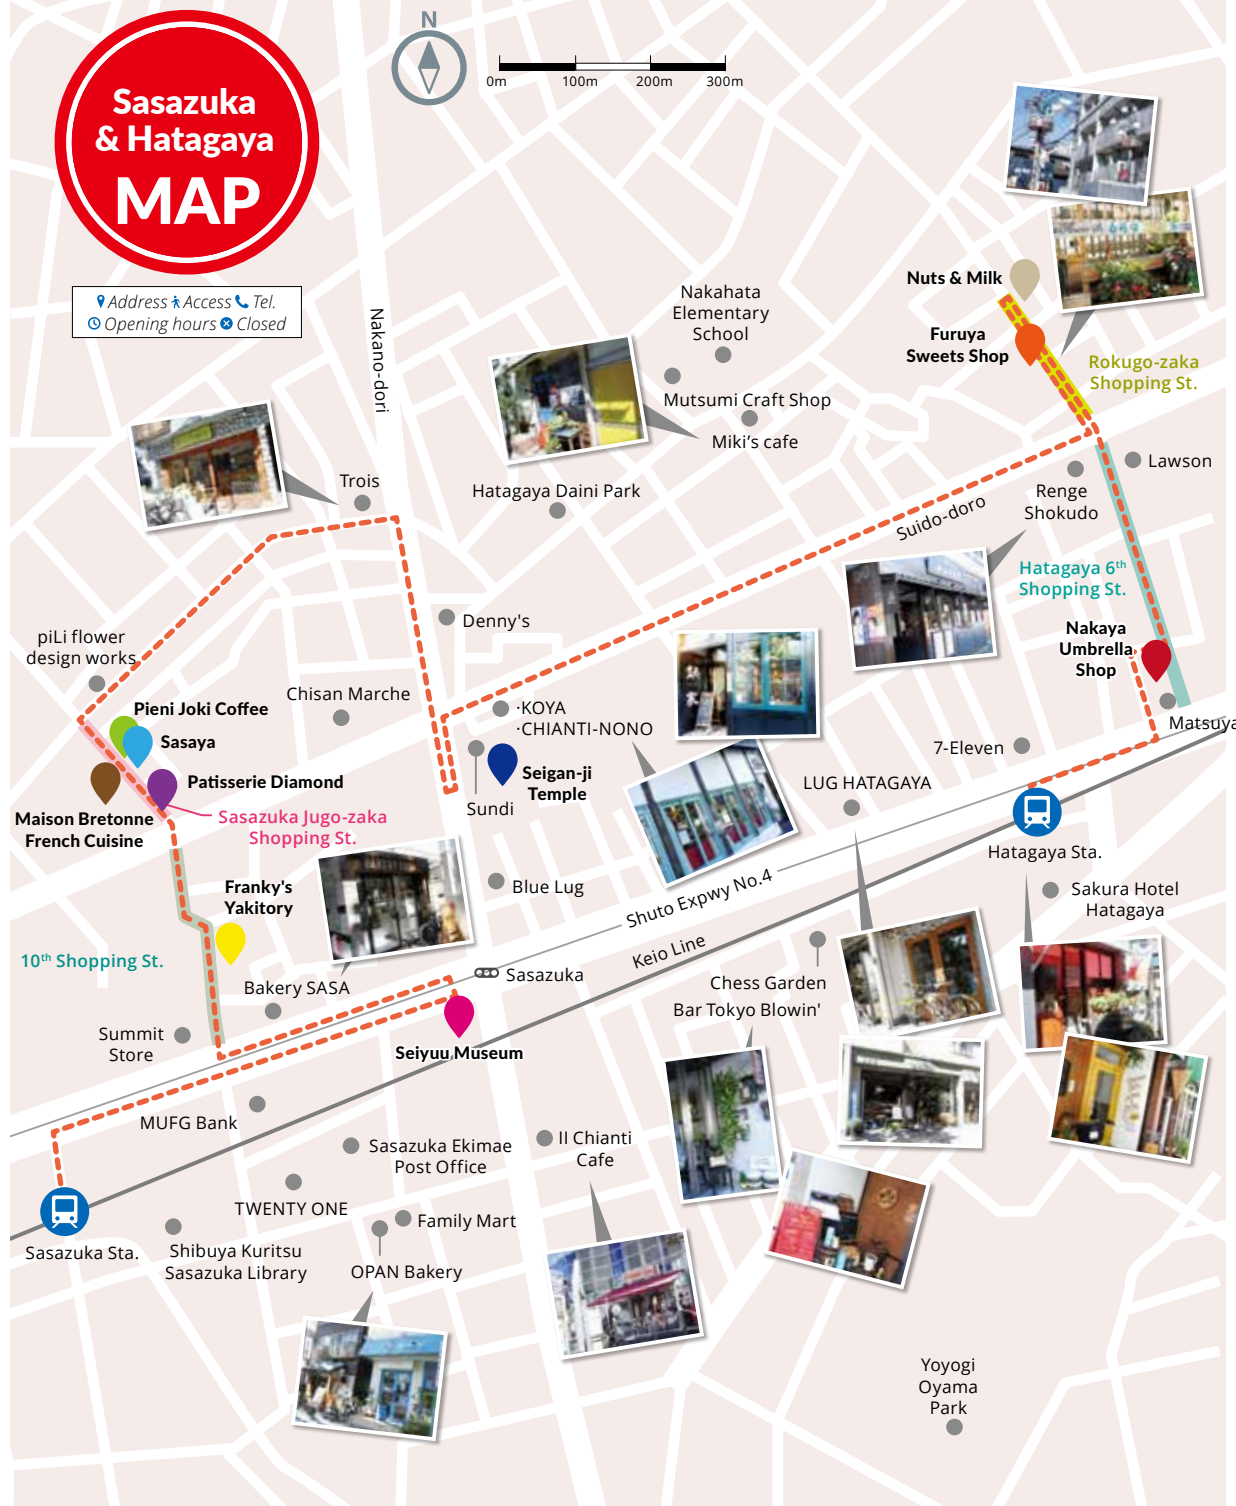 Sasazuka
& Hatagaya
MAP
N
0m 100m 200m 300m
Address Access Tel.
Opening hours Closed
Nakano-dori
Nakahata
Elementary
School
Mutsumi Craft Shop
Miki's cafe
Nuts & Milk
Furuya
Sweets Shop
Rokugo-zaka
Shopping St.
Lawson
Renge
Shokudo
Trois
Hatagaya Daini Park
Suido-doro
Hatagaya 6th
Shopping St.
Denny's
Nakaya
Umbrella
Shop
Matsuya
piLi flower
design works
Chisan Marche
Pieni Joki Coffee
Sasaya
Patisserie Diamond
Maison Bretonne
French Cuisine
Sasazuka Jugo-zaka
Shopping St.
·KOYA
·CHIANTI-NONO
Seigan-ji
Temple
Sundi
7-Eleven
LUG HATAGAYA
Hatagaya Sta.
Sakura Hotel
Hatagaya
Franky's
Yakitory
Blue Lug
Shuto Expwy No.4
Keio Line
10th Shopping St.
Bakery SASA
Sasazuka
Chess Garden
Bar Tokyo Blowin'
Summit
Store
Seiyuu Museum
MUFG Bank
Sasazuka Ekimae
Post Office
Il Chianti
Cafe
TWENTY ONE
Family Mart
Sasazuka Sta.
Shibuya Kuritsu
Sasazuka Library
OPAN Bakery
Yoyogi
Oyama
Park